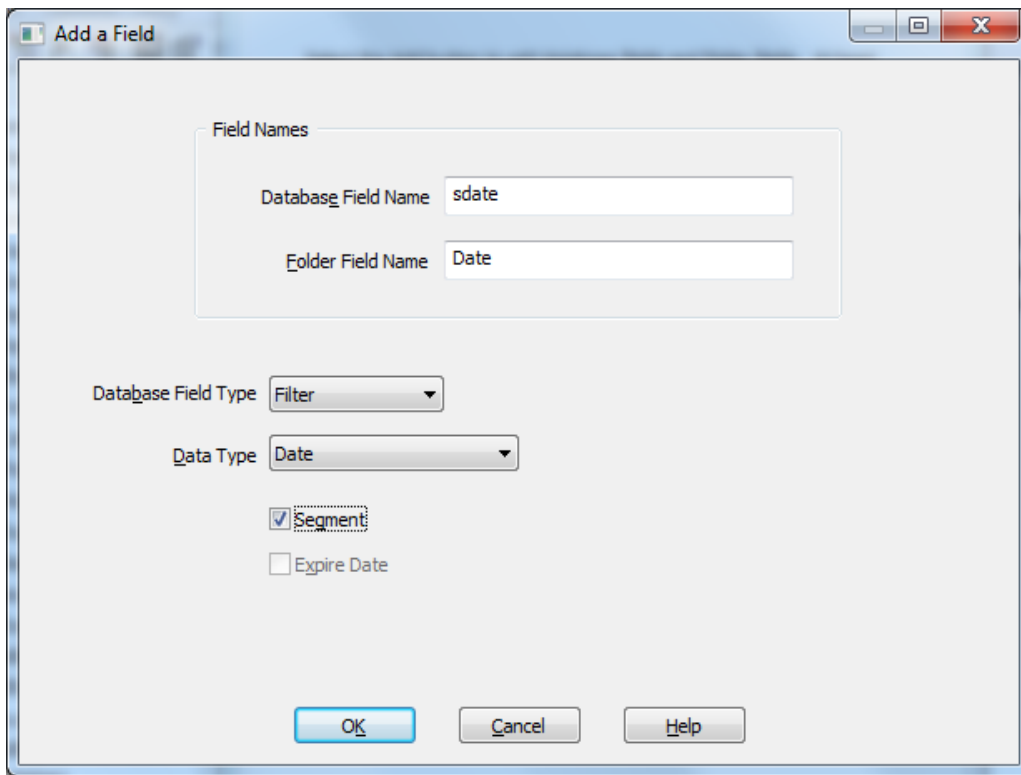 Add a Field
Field Names
Database Field Name sdate
Folder Field Name Date
Database Field Type Filter
Data Type Date
Segment
Expire Date
OK Cancel Help